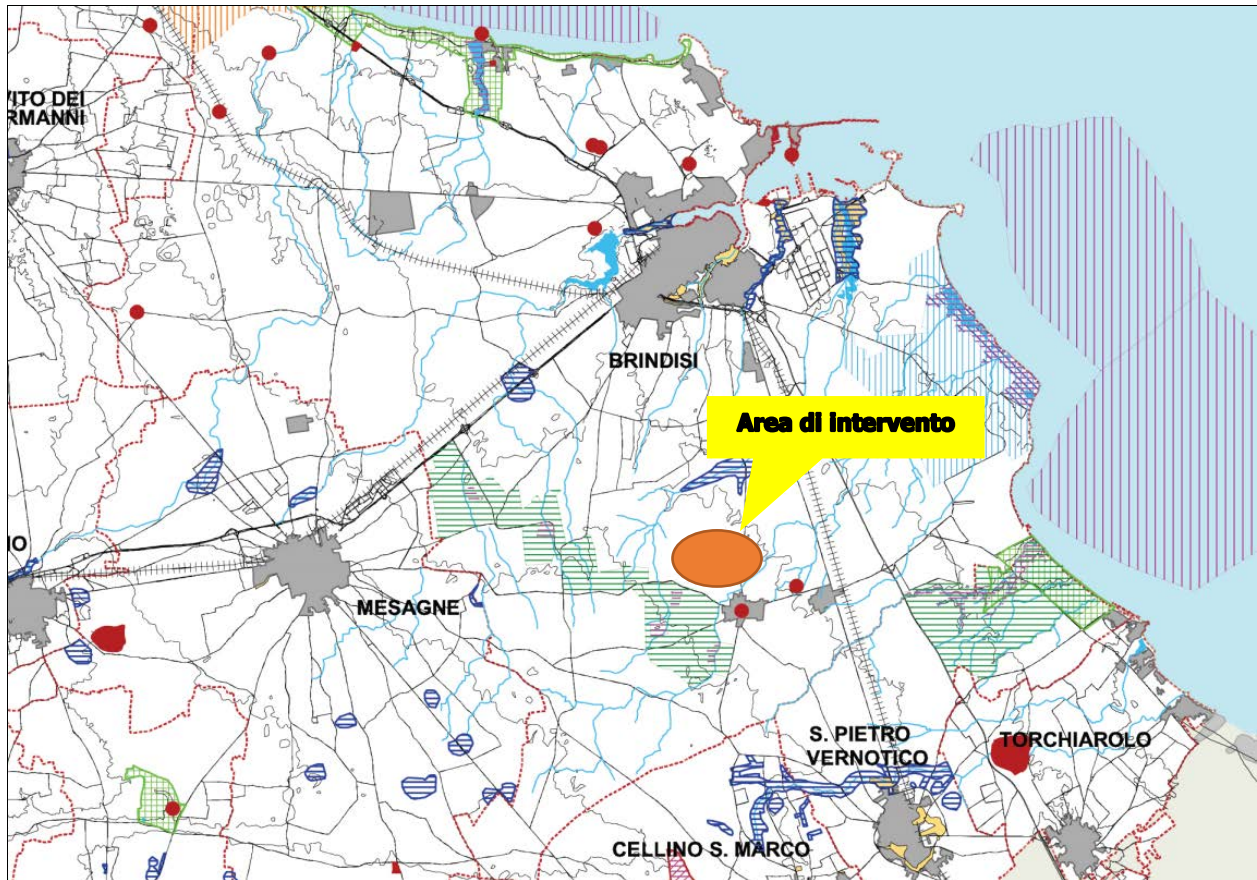 VITO DEI
RMANNI
BRINDISI
Area di intervento
IO
MESAGNE
S. PIETRO
VERNOTICO
TORCHIAROLO
CELLINO S. MARCO